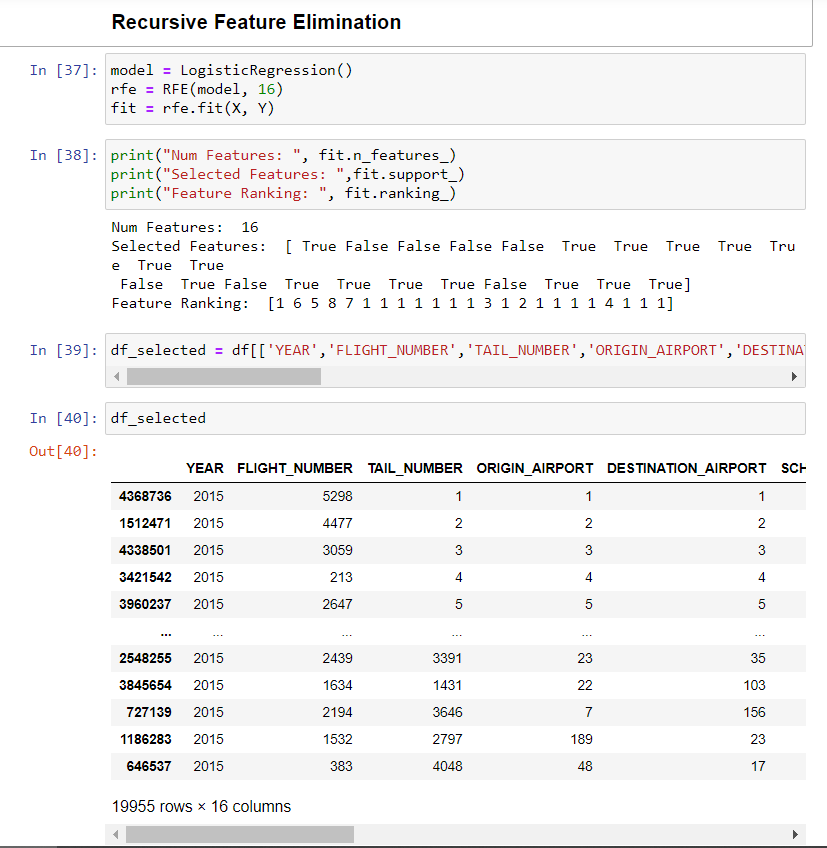 Recursive Feature Elimination
In [37]: model = LogisticRegression()
rfe = RFE(model, 16)
fit = rfe.fit(X, Y)
In [38]: print("Num Features: ", fit.n_features_)
print("Selected Features: ",fit.support_)
print("Feature Ranking: ", fit.ranking_)
Num Features:  16
Selected Features:  [ True False False False False  True  True  True  True  Tru
e  True  True
 False  True False  True  True  True  True False  True  True  True]
Feature Ranking:  [1 6 5 8 7 1 1 1 1 1 1 1 3 1 2 1 1 1 1 4 1 1 1]
In [39]: df_selected = df[['YEAR','FLIGHT_NUMBER','TAIL_NUMBER','ORIGIN_AIRPORT','DESTINA
In [40]: df_selected
Out[40]:
YEAR FLIGHT_NUMBER TAIL_NUMBER ORIGIN_AIRPORT DESTINATION_AIRPORT SCH
4368736 2015 5298 1 1 1
1512471 2015 4477 2 2 2
4338501 2015 3059 3 3 3
3421542 2015 213 4 4 4
3960237 2015 2647 5 5 5
... ... ... ... ... ...
2548255 2015 2439 3391 23 35
3845654 2015 1634 1431 22 103
727139 2015 2194 3646 7 156
1186283 2015 1532 2797 189 23
646537 2015 383 4048 48 17
19955 rows × 16 columns